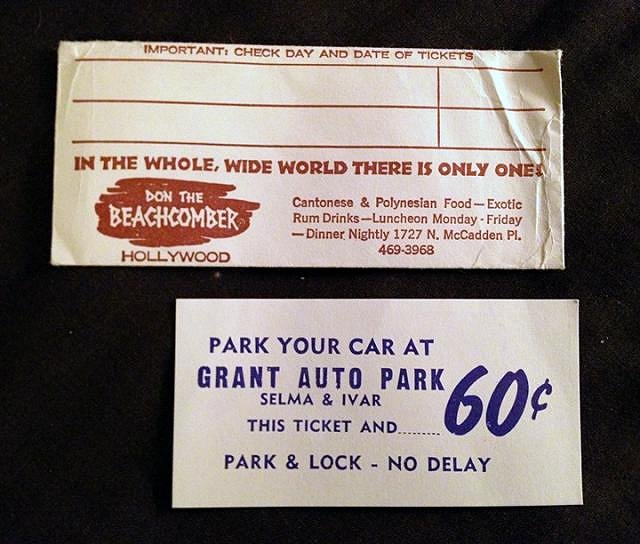 IMPORTANT: CHECK DAY AND DATE OF TICKETS
IN THE WHOLE, WIDE WORLD THERE IS ONLY ONE!
DON THE
BEACHCOMBER
HOLLYWOOD
Cantonese & Polynesian Food — Exotic
Rum Drinks — Luncheon Monday - Friday
— Dinner Nightly 1727 N. McCadden Pl.
469-3968
PARK YOUR CAR AT
GRANT AUTO PARK
SELMA & IVAR
THIS TICKET AND........ 60¢
PARK & LOCK - NO DELAY